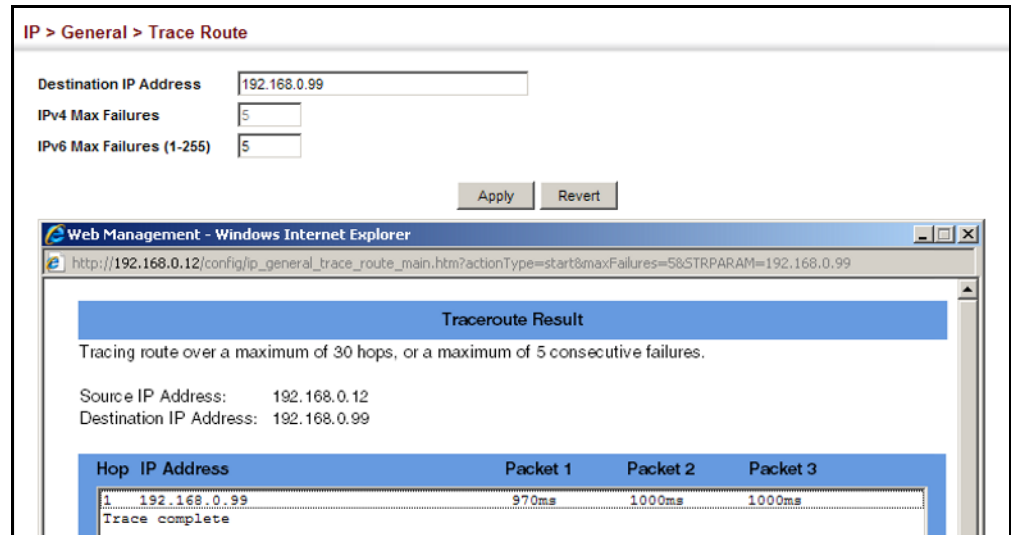 IP > General > Trace Route
Destination IP Address 192.168.0.99
IPv4 Max Failures 5
IPv6 Max Failures (1-255) 5
Apply Revert
Web Management - Windows Internet Explorer
http://192.168.0.12/config/ip_general_trace_route_main.htm?actionType=start&maxFailures=5&STRPARAM=192.168.0.99
Traceroute Result
Tracing route over a maximum of 30 hops, or a maximum of 5 consecutive failures.
Source IP Address: 192.168.0.12
Destination IP Address: 192.168.0.99
Hop IP Address Packet 1 Packet 2 Packet 3
1 192.168.0.99 970ms 1000ms 1000ms
Trace complete